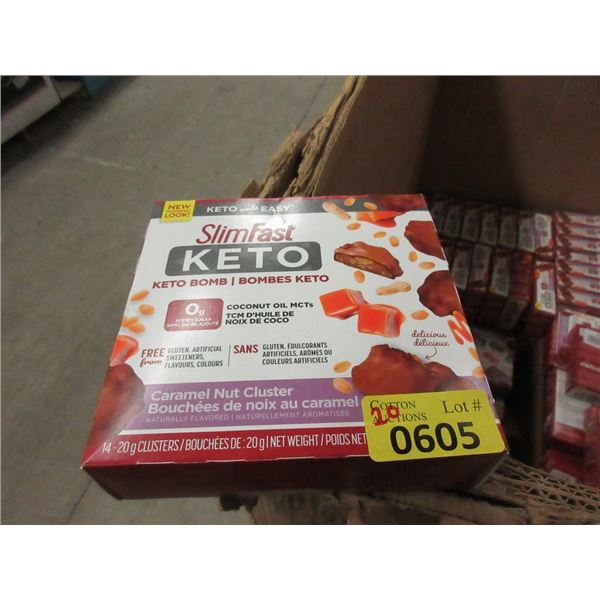 NEW
LOOK!
KETO made EASY
SlimFast
KETO
KETO BOMB | BOMBES KETO
0g
ADDED SUGAR
SANS SUCRE AJOUTÉ
COCONUT OIL MCTs
TCM D'HUILE DE
NOIX DE COCO
FREE from
GLUTEN, ARTIFICIAL
SWEETENERS,
FLAVOURS, COLOURS
SANS
GLUTEN, ÉDULCORANTS
ARTIFICIELS, ARÔMES OU
COULEURS ARTIFICIELS
delicious
délicieux
Caramel Nut Cluster
Bouchées de noix au caramel
NATURALLY FLAVORED | NATURELLEMENT AROMATISÉE
14 - 20 g CLUSTERS / BOUCHÉES DE : 20 g | NET WEIGHT / POIDS NET
COTTON
AUCTIONS
Lot #
20
0605